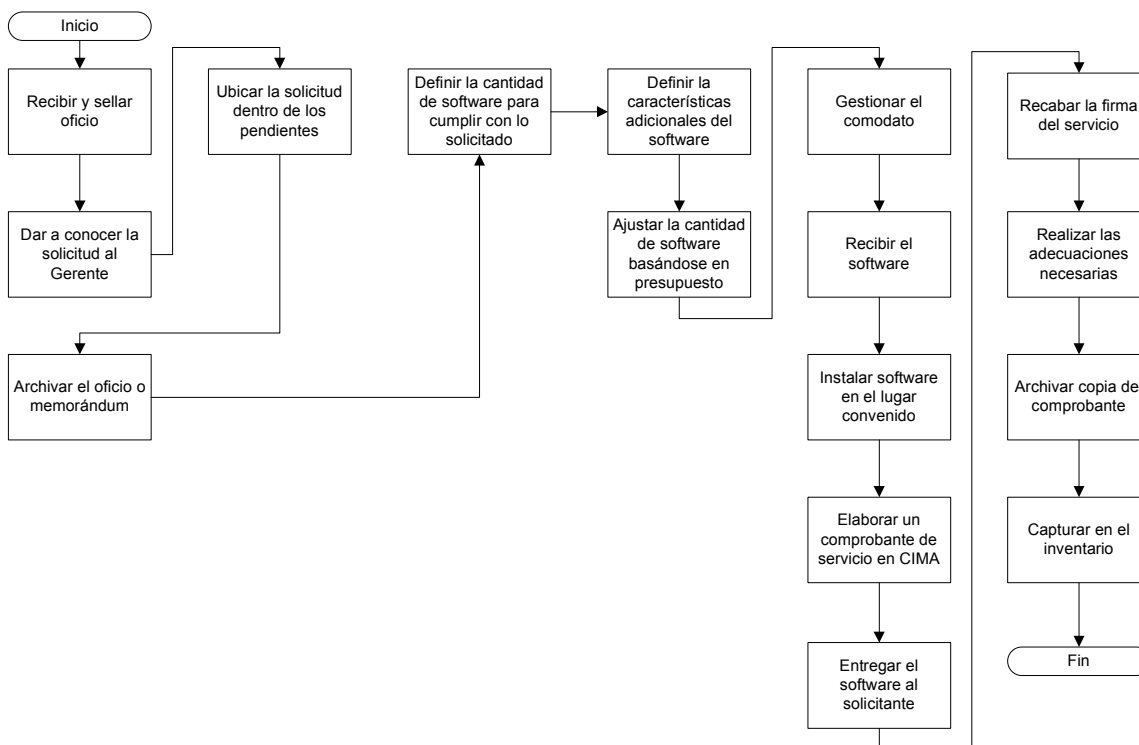 Inicio
Recibir y sellar
oficio
Dar a conocer la
solicitud al
Gerente
Ubicar la solicitud
dentro de los
pendientes
Archivar el oficio o
memorándum
Definir la cantidad
de software para
cumplir con lo
solicitado
Definir la
características
adicionales del
software
Ajustar la cantidad
de software
basándose en
presupuesto
Gestionar el
comodato
Recibir el
software
Instalar software
en el lugar
convenido
Elaborar un
comprobante de
servicio en CIMA
Entregar el
software al
solicitante
Recabar la firma
del servicio
Realizar las
adecuaciones
necesarias
Archivar copia de
comprobante
Capturar en el
inventario
Fin